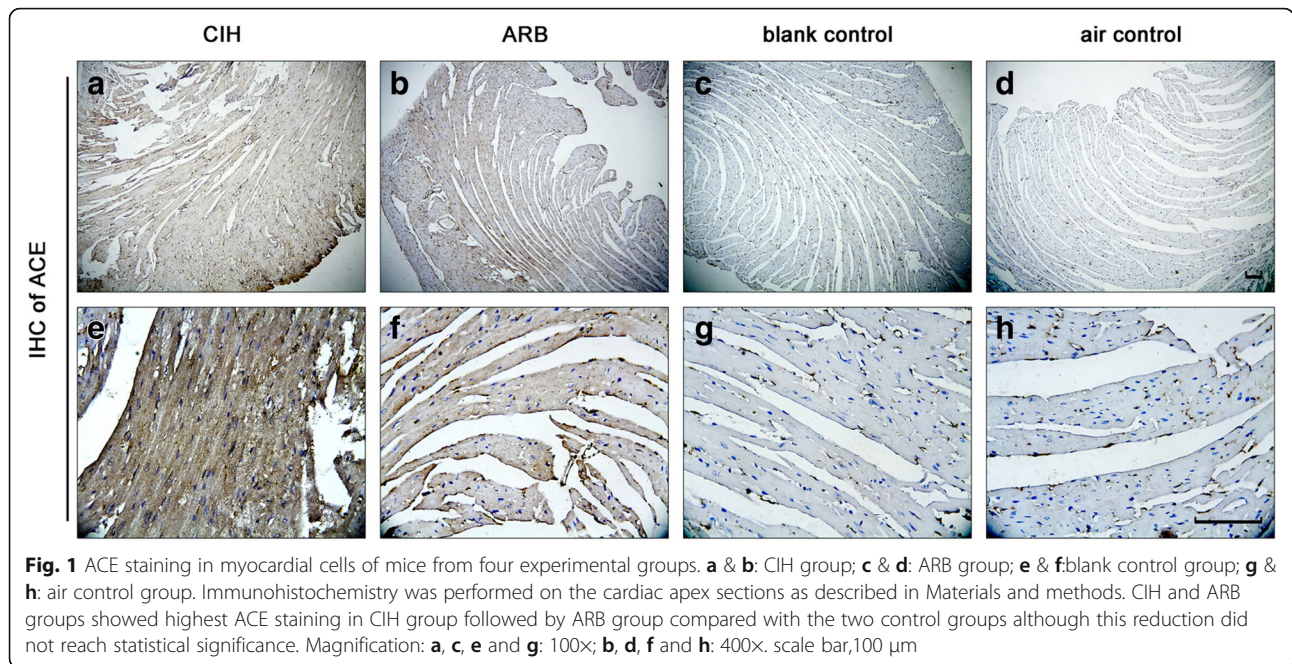 CIH ARB blank control air control
a b c d
IHC of ACE
e f g h
Fig. 1 ACE staining in myocardial cells of mice from four experimental groups. a & b: CIH group; c & d: ARB group; e & f:blank control group; g &
h: air control group. Immunohistochemistry was performed on the cardiac apex sections as described in Materials and methods. CIH and ARB
groups showed highest ACE staining in CIH group followed by ARB group compared with the two control groups although this reduction did
not reach statistical significance. Magnification: a, c, e and g: 100×; b, d, f and h: 400×. scale bar,100 μm